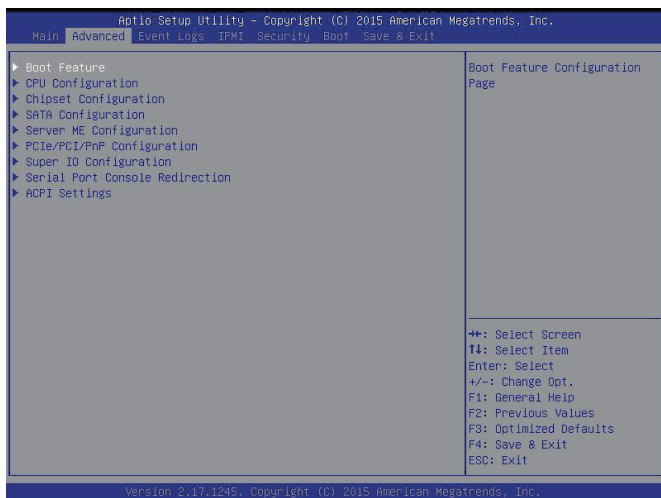 Aptio Setup Utility - Copyright (C) 2015 American Megatrends, Inc.
Main Advanced Event Logs IPMI Security Boot Save & Exit
▶ Boot Feature
▶ CPU Configuration
▶ Chipset Configuration
▶ SATA Configuration
▶ Server ME Configuration
▶ PCIe/PCI/PnP Configuration
▶ Super IO Configuration
▶ Serial Port Console Redirection
▶ ACPI Settings
Boot Feature Configuration
Page
→←: Select Screen
↑↓: Select Item
Enter: Select
+/-: Change Opt.
F1: General Help
F2: Previous Values
F3: Optimized Defaults
F4: Save & Exit
ESC: Exit
Version 2.17.1245. Copyright (C) 2015 American Megatrends, Inc.